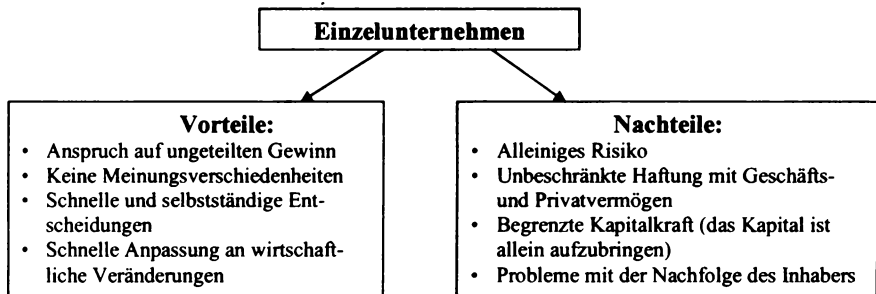 Einzelunternehmen
Vorteile:
• Anspruch auf ungeteilten Gewinn
• Keine Meinungsverschiedenheiten
• Schnelle und selbstständige Ent-
scheidungen
• Schnelle Anpassung an wirtschaft-
liche Veränderungen
Nachteile:
• Alleiniges Risiko
• Unbeschränkte Haftung mit Geschäfts-
und Privatvermögen
• Begrenzte Kapitalkraft (das Kapital ist
allein aufzubringen)
• Probleme mit der Nachfolge des Inhabers